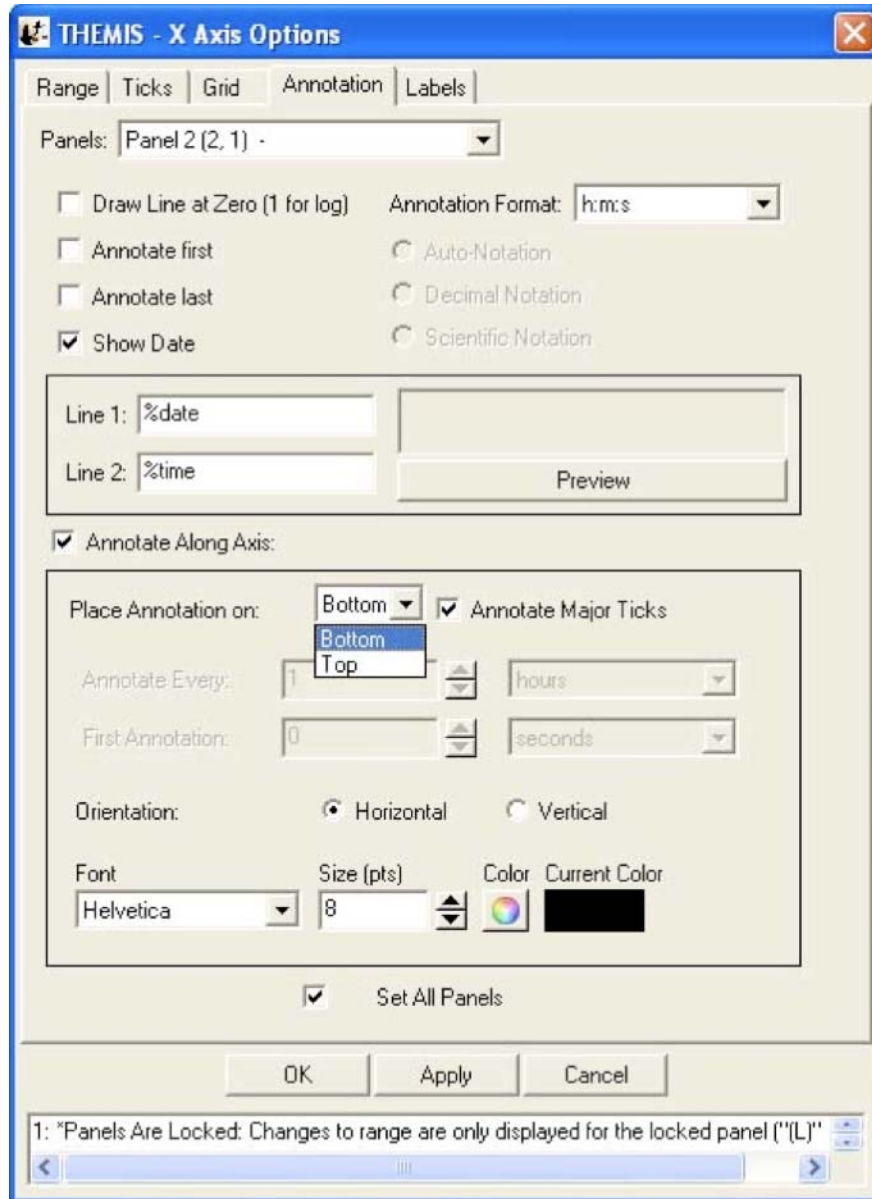 THEMIS - X Axis Options
Range Ticks Grid Annotation Labels
Panels: Panel 2 (2, 1) -
Draw Line at Zero (1 for log) Annotation Format: h:m:s
Annotate first Auto-Notation
Annotate last Decimal Notation
Show Date Scientific Notation
Line 1: %date
Line 2: %time Preview
Annotate Along Axis:
Place Annotation on: Bottom Annotate Major Ticks
Bottom
Top
Annotate Every: 1 hours
First Annotation: 0 seconds
Orientation: Horizontal Vertical
Font Size (pts) Color Current Color
Helvetica 8
Set All Panels
OK Apply Cancel
1: *Panels Are Locked: Changes to range are only displayed for the locked panel ("(L)"